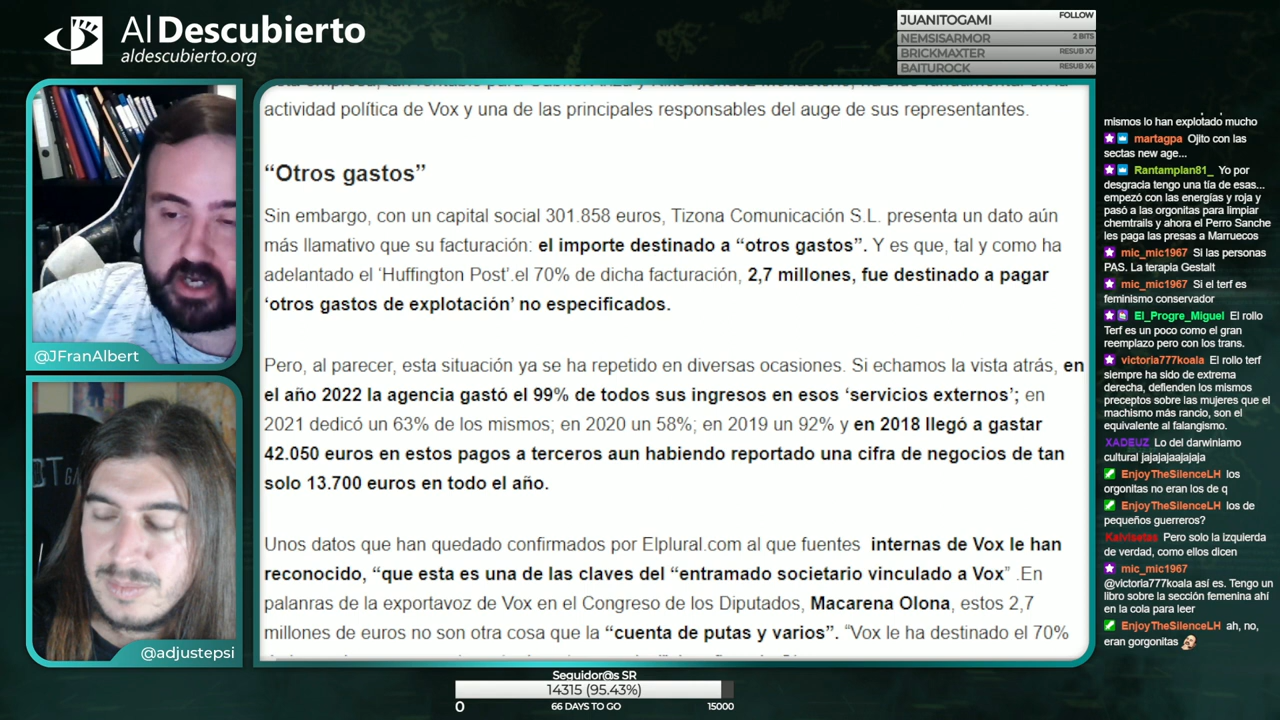 Al Descubierto
aldescubierto.org
JUANITOGAMI FOLLOW
NEMSISARMOR 2 BITS
BRICKMAXTER RESUB X7
BAITUROCK RESUB X4
@JFranAlbert
@adjustepsi
actividad política de Vox y una de las principales responsables del auge de sus representantes.
“Otros gastos”
Sin embargo, con un capital social 301.858 euros, Tizona Comunicación S.L. presenta un dato aún
más llamativo que su facturación: el importe destinado a “otros gastos”. Y es que, tal y como ha
adelantado el ‘Huffington Post’.el 70% de dicha facturación, 2,7 millones, fue destinado a pagar
‘otros gastos de explotación’ no especificados.
Pero, al parecer, esta situación ya se ha repetido en diversas ocasiones. Si echamos la vista atrás, en
el año 2022 la agencia gastó el 99% de todos sus ingresos en esos ‘servicios externos’; en
2021 dedicó un 63% de los mismos; en 2020 un 58%; en 2019 un 92% y en 2018 llegó a gastar
42.050 euros en estos pagos a terceros aun habiendo reportado una cifra de negocios de tan
solo 13.700 euros en todo el año.
Unos datos que han quedado confirmados por Elplural.com al que fuentes internas de Vox le han
reconocido, “que esta es una de las claves del “entramado societario vinculado a Vox” .En
palanras de la exportavoz de Vox en el Congreso de los Diputados, Macarena Olona, estos 2,7
millones de euros no son otra cosa que la “cuenta de putas y varios”. “Vox le ha destinado el 70%
mismos lo han explotado mucho
martagpa Ojito con las
sectas new age...
Rantamplan81_ Yo por
desgracia tengo una tía de esas...
empezó con las energías y roja y
pasó a las orgonitas para limpiar
chemtrails y ahora el Perro Sanche
les paga las presas a Marruecos
mic_mic1967 Si las personas
PAS. La terapia Gestalt
mic_mic1967 Si el terf es
feminismo conservador
El_Progre_Miguel El rollo
Terf es un poco como el gran
reemplazo pero con los trans.
victoria777koala El rollo terf
siempre ha sido de extrema
derecha, defienden los mismos
preceptos sobre las mujeres que el
machismo más rancio, son el
equivalente al falangismo.
XADEUZ Lo del darwiniamo
cultural jajajajaajajaja
EnjoyTheSilenceLH los
orgonitas no eran los de q
EnjoyTheSilenceLH los de
pequeños guerreros?
Kalvisetas Pero solo la izquierda
de verdad, como ellos dicen
mic_mic1967
@victoria777koala así es. Tengo un
libro sobre la sección femenina ahí
en la cola para leer
EnjoyTheSilenceLH ah, no,
eran gorgonitas
Seguidor@s SR
14315 (95.43%)
0 66 DAYS TO GO 15000